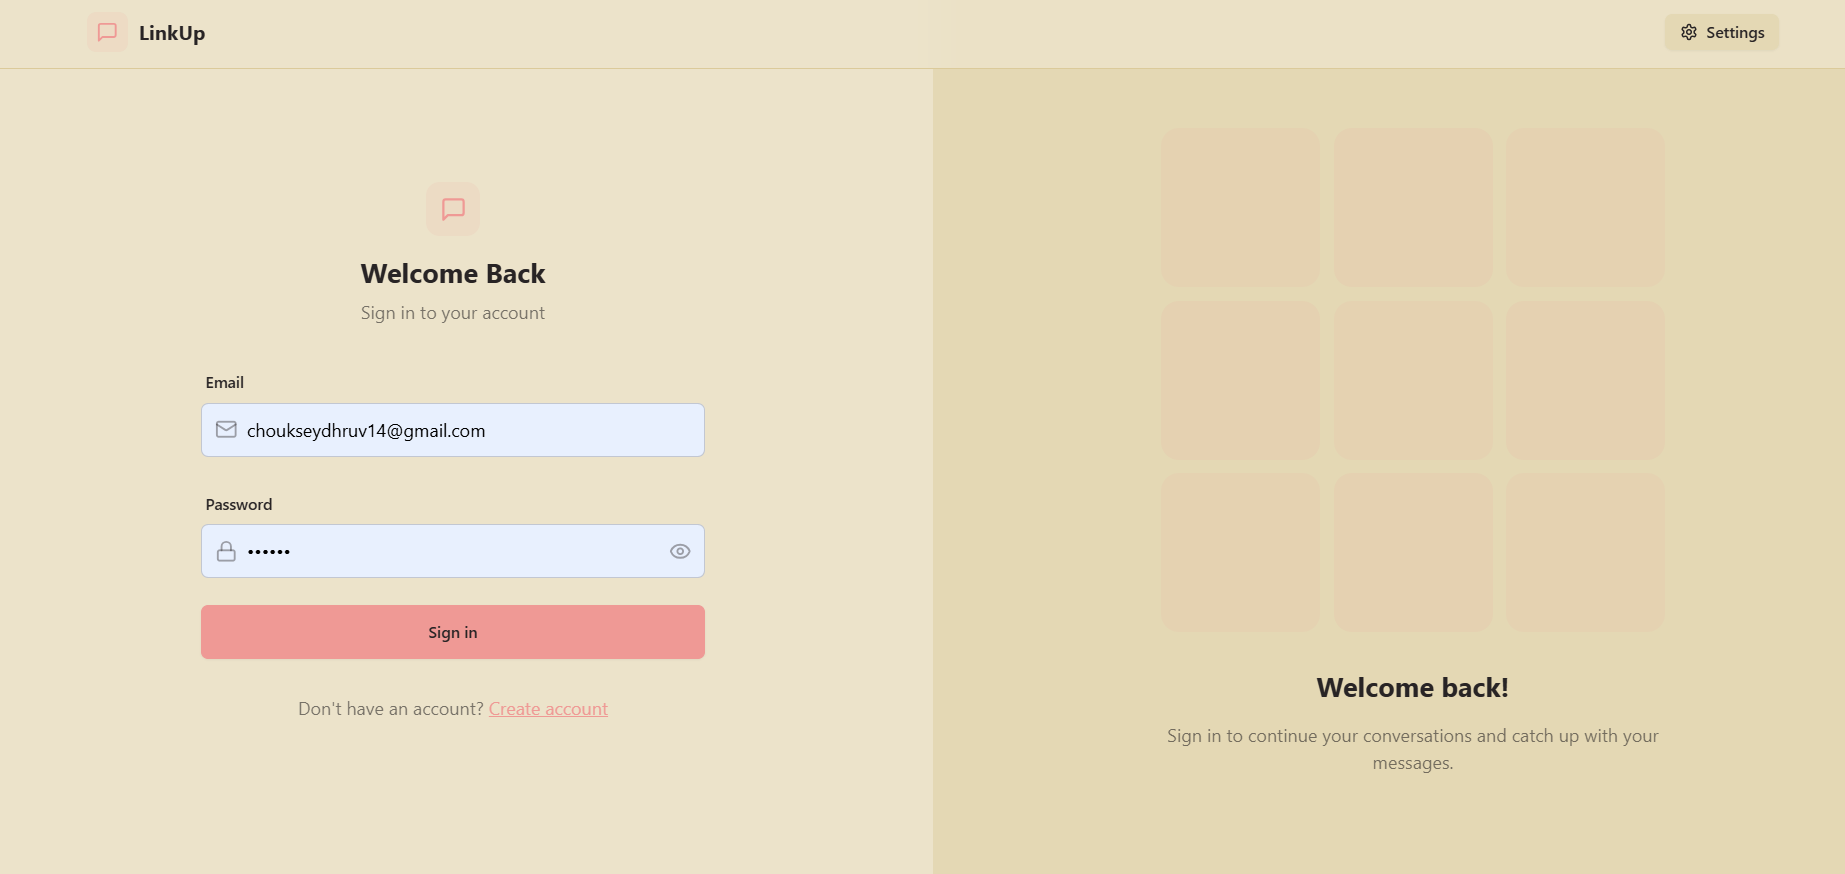 LinkUp
Settings
Welcome Back
Sign in to your account
Email
choukseydhruv14@gmail.com
Password
••••••
Sign in
Don't have an account? Create account
Welcome back!
Sign in to continue your conversations and catch up with your
messages.